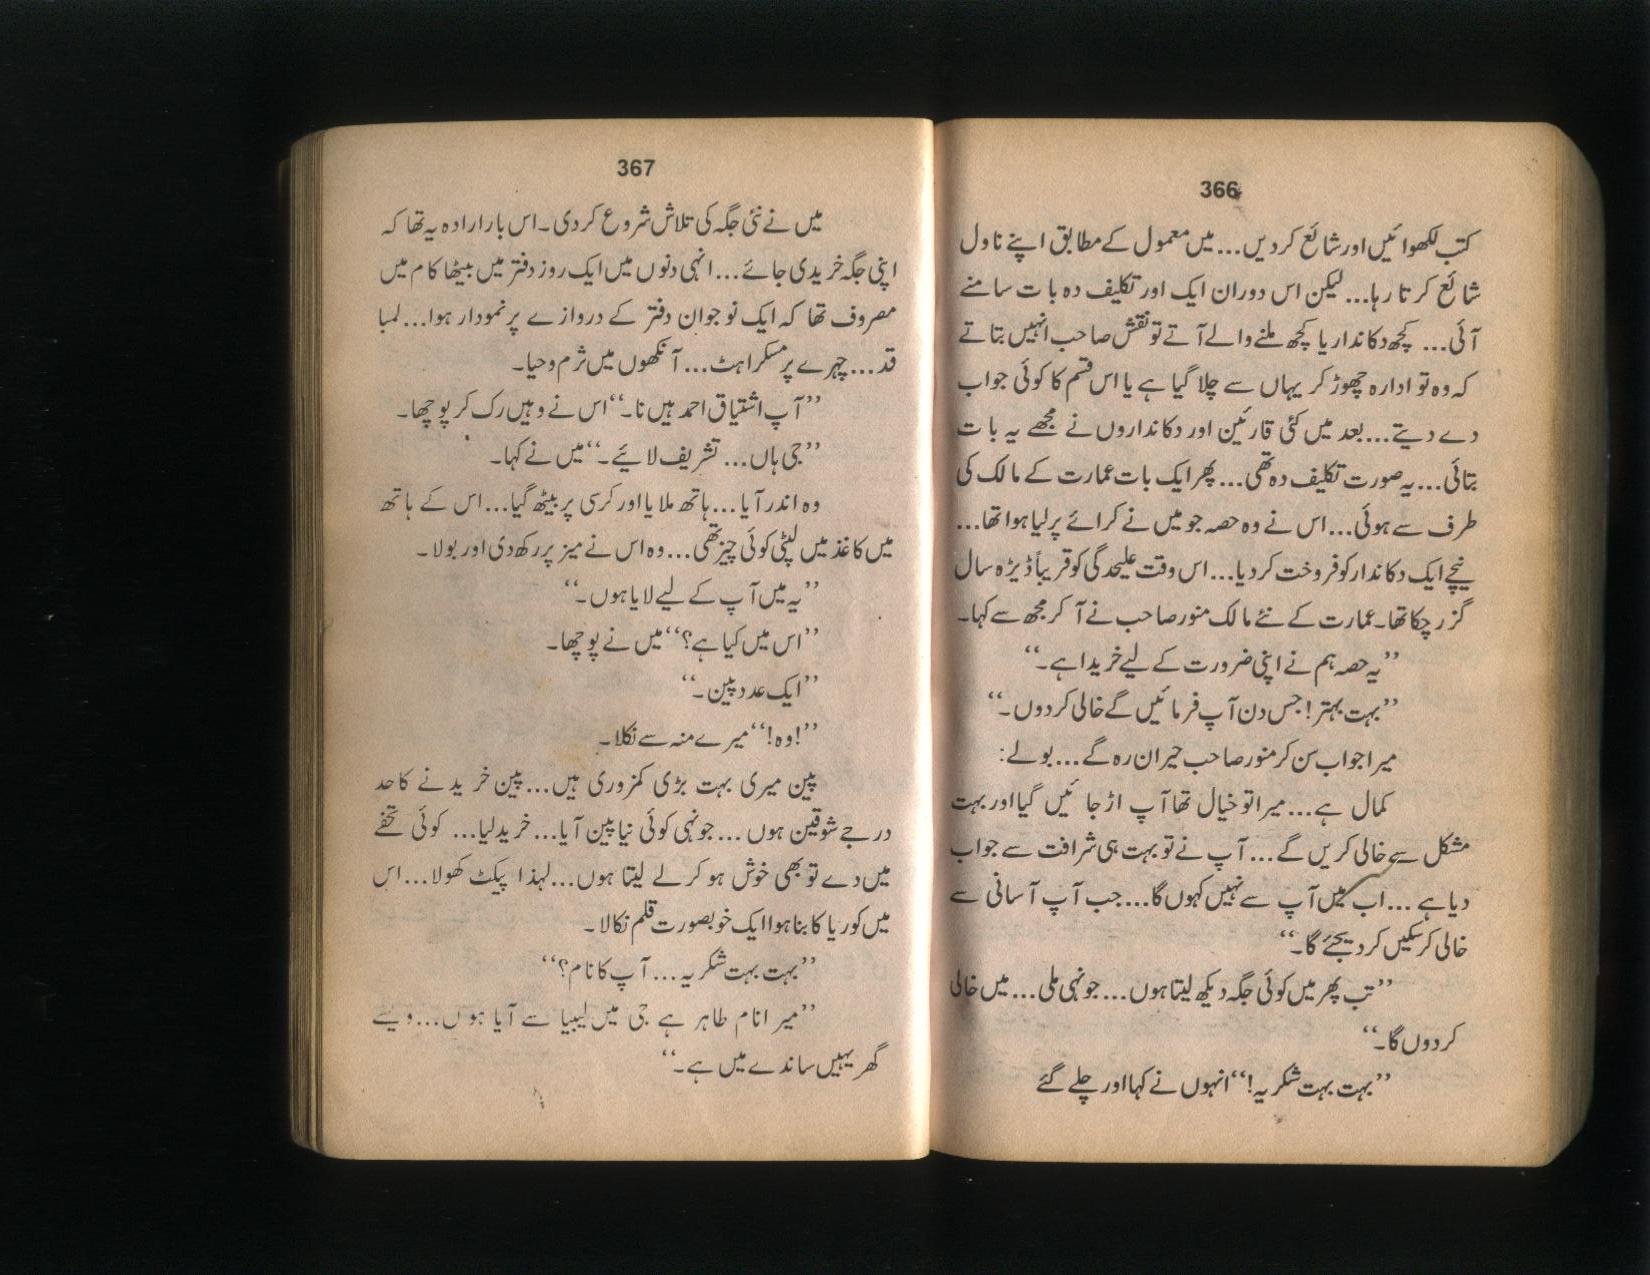 366
کتب لکھوائیں اور شائع کر دیں... میں معمول کے مطابق اپنے ناول
شائع کرتا رہا... لیکن اس دوران ایک اور تکلیف دہ بات سامنے
آئی... کچھ دکاندار یا کچھ ملنے والے آتے تو نقش صاحب انہیں بتاتے
کہ وہ تو ادارہ چھوڑ کر یہاں سے چلا گیا ہے یا اس قسم کا کوئی جواب
دے دیتے... بعد میں کئی قارئین اور دکانداروں نے مجھے یہ بات
بتائی... یہ صورت تکلیف دہ تھی... پھر ایک بات عمارت کے مالک کی
طرف سے ہوئی... اس نے وہ حصہ جو میں نے کرائے پر لیا ہوا تھا...
نیچے ایک دکاندار کو فروخت کر دیا... اس وقت علیحدگی کو قریباً ڈیڑھ سال
گزر چکا تھا۔ عمارت کے نئے مالک منور صاحب نے آ کر مجھ سے کہا۔
’’یہ حصہ ہم نے اپنی ضرورت کے لیے خریدا ہے۔‘‘
’’بہت بہتر! جس دن آپ فرمائیں گے خالی کر دوں۔‘‘
میرا جواب سن کر منور صاحب حیران رہ گے... بولے:
کمال ہے... میرا تو خیال تھا آپ اڑ جائیں گیا اور بہت
مشکل سے خالی کریں گے... آپ نے تو بہت ہی شرافت سے جواب
دیا ہے... اب میں آپ سے نہیں کہوں گا... جب آپ آسانی سے
خالی کر سکیں کر دیجئے گا۔‘‘
’’تب پھر میں کوئی جگہ دیکھ لیتا ہوں... جونہی ملی... میں خالی
کر دوں گا۔‘‘
’’بہت بہت شکریہ!‘‘ انہوں نے کہا اور چلے گئے
367
میں نے نئی جگہ کی تلاش شروع کر دی۔ اس بار ارادہ یہ تھا کہ
اپنی جگہ خریدی جائے... انہی دنوں میں ایک روز دفتر میں بیٹھا کام میں
مصروف تھا کہ ایک نوجوان دفتر کے دروازے پر نمودار ہوا... لمبا
قد... چہرے پر مسکراہٹ... آنکھوں میں شرم و حیا۔
’’آپ اشتیاق احمد ہیں نا۔‘‘ اس نے وہیں رک کر پوچھا۔
’’جی ہاں... تشریف لائیے۔‘‘ میں نے کہا۔
وہ اندر آیا... ہاتھ ملایا اور کرسی پر بیٹھ گیا... اس کے ہاتھ
میں کاغذ میں لپٹی کوئی چیز تھی... وہ اس نے میز پر رکھ دی اور بولا۔
’’یہ میں آپ کے لیے لایا ہوں۔‘‘
’’اس میں کیا ہے؟‘‘ میں نے پوچھا۔
’’ایک عدد پین۔‘‘
’’!وہ!‘‘ میرے منہ سے نکلا۔
پین میری بہت بڑی کمزوری ہیں... پین خریدنے کا حد
درجے شوقین ہوں... جونہی کوئی نیا پین آیا... خرید لیا... کوئی تحفے
میں دے تو بھی خوش ہو کر لے لیتا ہوں... لہٰذا پیکٹ کھولا... اس
میں کوریا کا بنا ہوا ایک خوبصورت قلم نکالا۔
’’بہت بہت شکریہ... آپ کا نام؟‘‘
’’میرا نام طاہر ہے جی میں لیبیا سے آیا ہوں... ویسے
گھر یہیں ساندے میں ہے۔‘‘